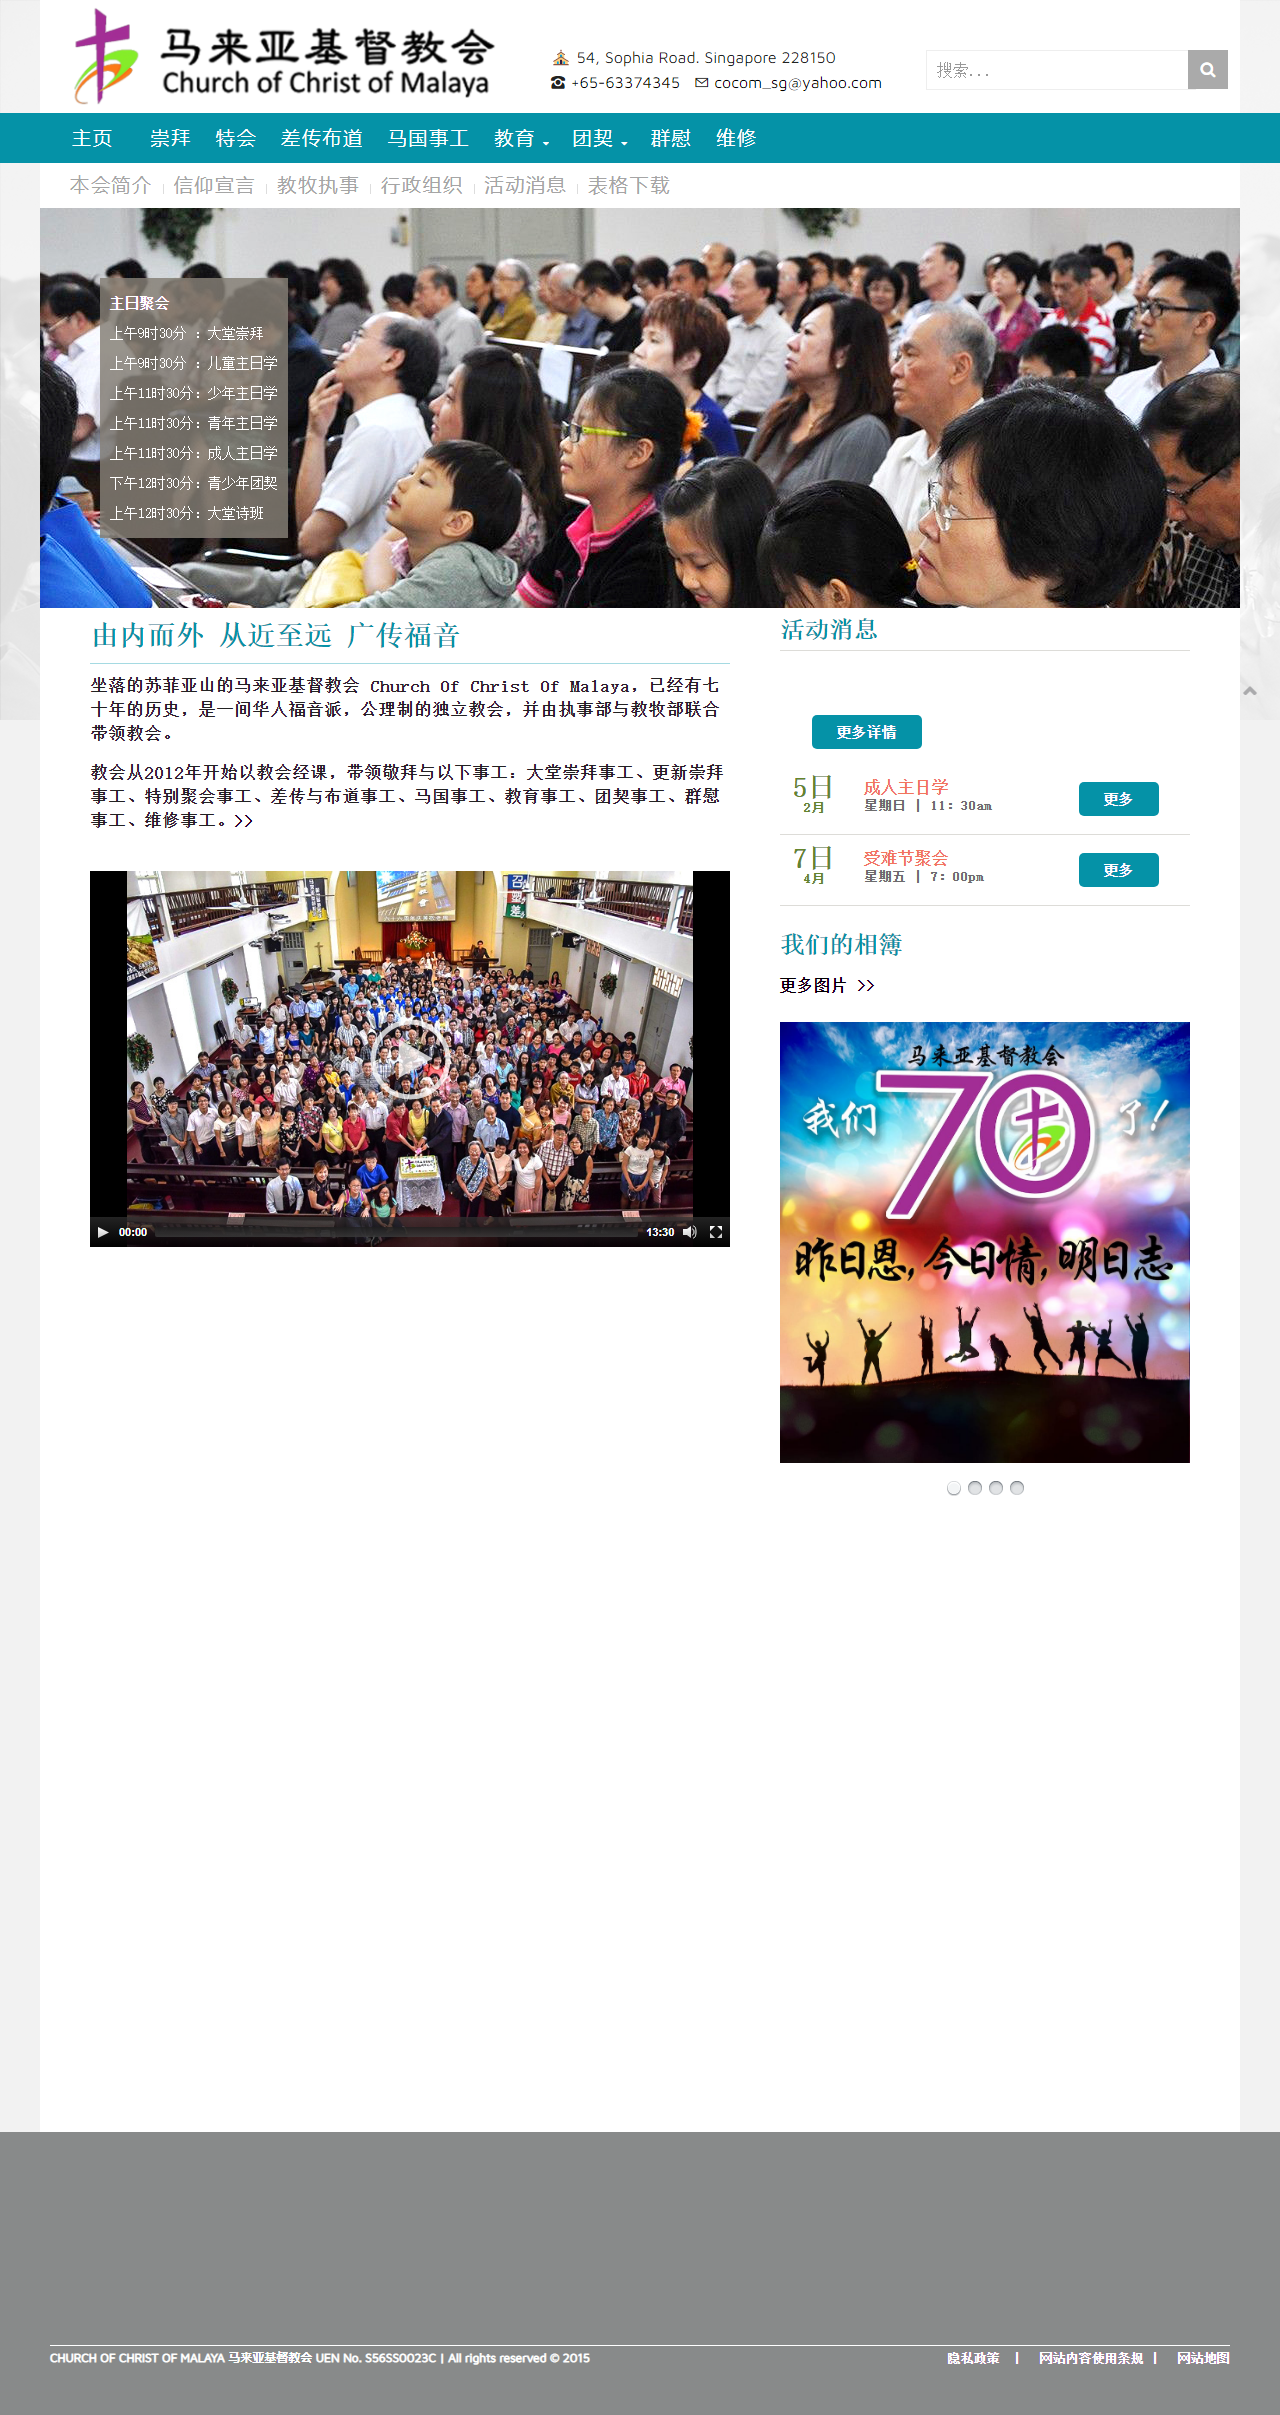 马来亚基督教会
Church of Christ of Malaya
54, Sophia Road. Singapore 228150
+65-63374345 cocom_sg@yahoo.com
搜索...
主页 崇拜 特会 差传布道 马国事工 教育 团契 群慰 维修
本会简介 信仰宣言 教牧执事 行政组织 活动消息 表格下载
主日聚会
上午9时30分 : 大堂崇拜
上午9时30分 : 儿童主日学
上午11时30分: 少年主日学
上午11时30分: 青年主日学
上午11时30分: 成人主日学
下午12时30分: 青少年团契
上午12时30分: 大堂诗班
由内而外 从近至远 广传福音
坐落的苏菲亚山的马来亚基督教会 Church Of Christ Of Malaya，已经有七
十年的历史，是一间华人福音派，公理制的独立教会，并由执事部与教牧部联合
带领教会。
教会从2012年开始以教会经课，带领敬拜与以下事工：大堂崇拜事工、更新崇拜
事工、特别聚会事工、差传与布道事工、马国事工、教育事工、团契事工、群慰
事工、维修事工。>>
00:00 13:30
活动消息
更多详情
5日
2月
成人主日学
星期日 | 11：30am
更多
7日
4月
受难节聚会
星期五 | 7：00pm
更多
我们的相簿
更多图片 >>
马来亚基督教会
我们70了!
昨日恩,今日情,明日志
CHURCH OF CHRIST OF MALAYA 马来亚基督教会 UEN No. S56SS0023C | All rights reserved © 2015
隐私政策 | 网站内容使用条规 | 网站地图